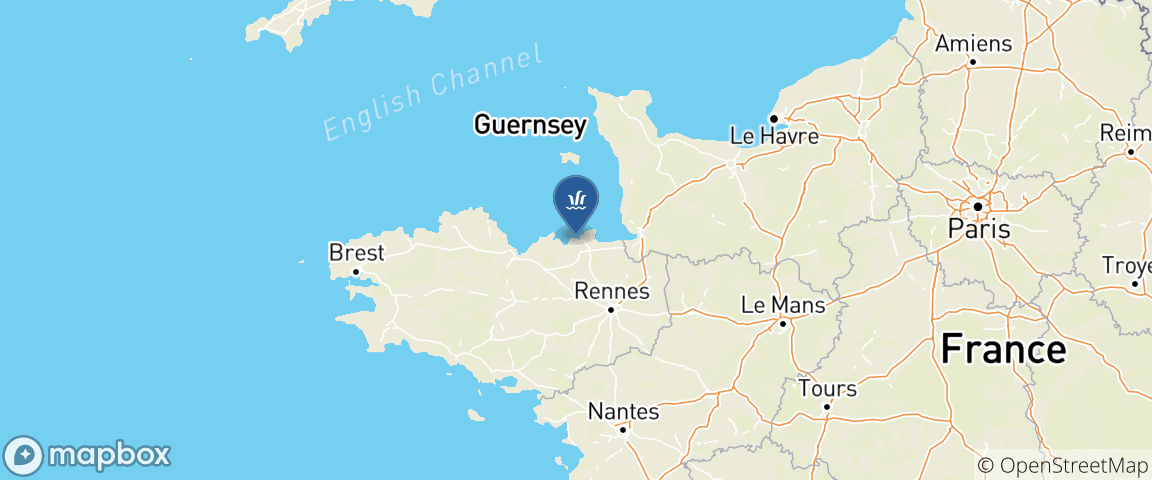 Amiens
English Channel
Guernsey
Le Havre
Reim
Paris
Brest
Troye
Rennes
Le Mans
France
Tours
Nantes
mapbox
© OpenStreetMap